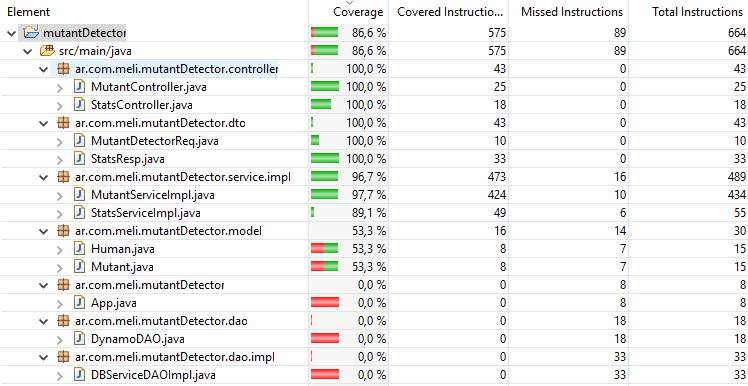 Element Coverage Covered Instructio... Missed Instructions Total Instructions
mutantDetector 86,6 % 575 89 664
src/main/java 86,6 % 575 89 664
ar.com.meli.mutantDetector.controller 100,0 % 43 0 43
MutantController.java 100,0 % 25 0 25
StatsController.java 100,0 % 18 0 18
ar.com.meli.mutantDetector.dto 100,0 % 43 0 43
MutantDetectorReq.java 100,0 % 10 0 10
StatsResp.java 100,0 % 33 0 33
ar.com.meli.mutantDetector.service.impl 96,7 % 473 16 489
MutantServiceImpl.java 97,7 % 424 10 434
StatsServiceImpl.java 89,1 % 49 6 55
ar.com.meli.mutantDetector.model 53,3 % 16 14 30
Human.java 53,3 % 8 7 15
Mutant.java 53,3 % 8 7 15
ar.com.meli.mutantDetector 0,0 % 0 8 8
App.java 0,0 % 0 8 8
ar.com.meli.mutantDetector.dao 0,0 % 0 18 18
DynamoDAO.java 0,0 % 0 18 18
ar.com.meli.mutantDetector.dao.impl 0,0 % 0 33 33
DBServiceDAOImpl.java 0,0 % 0 33 33